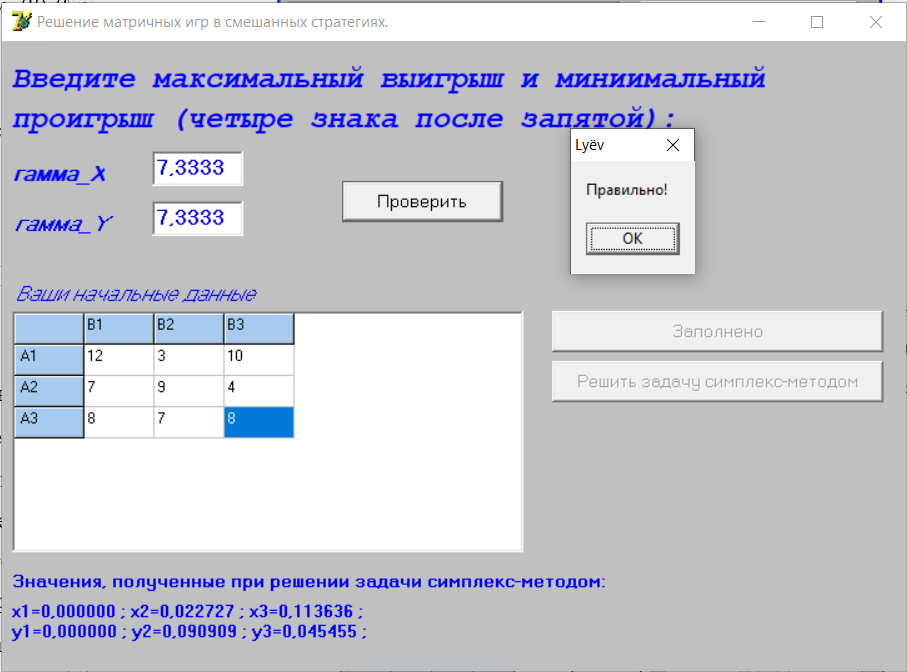 Решение матричных игр в смешанных стратегиях.
Введите максимальный выигрыш и миниимальный
проигрыш (четыре знака после запятой):
гамма_X 7,3333
Проверить
гамма_Y 7,3333
Lyëv
Правильно!
OK
Ваши начальные данные
B1 B2 B3
A1 12 3 10
A2 7 9 4
A3 8 7 8
Заполнено
Решить задачу симплекс-методом
Значения, полученные при решении задачи симплекс-методом:
x1=0,000000 ; x2=0,022727 ; x3=0,113636 ;
y1=0,000000 ; y2=0,090909 ; y3=0,045455 ;